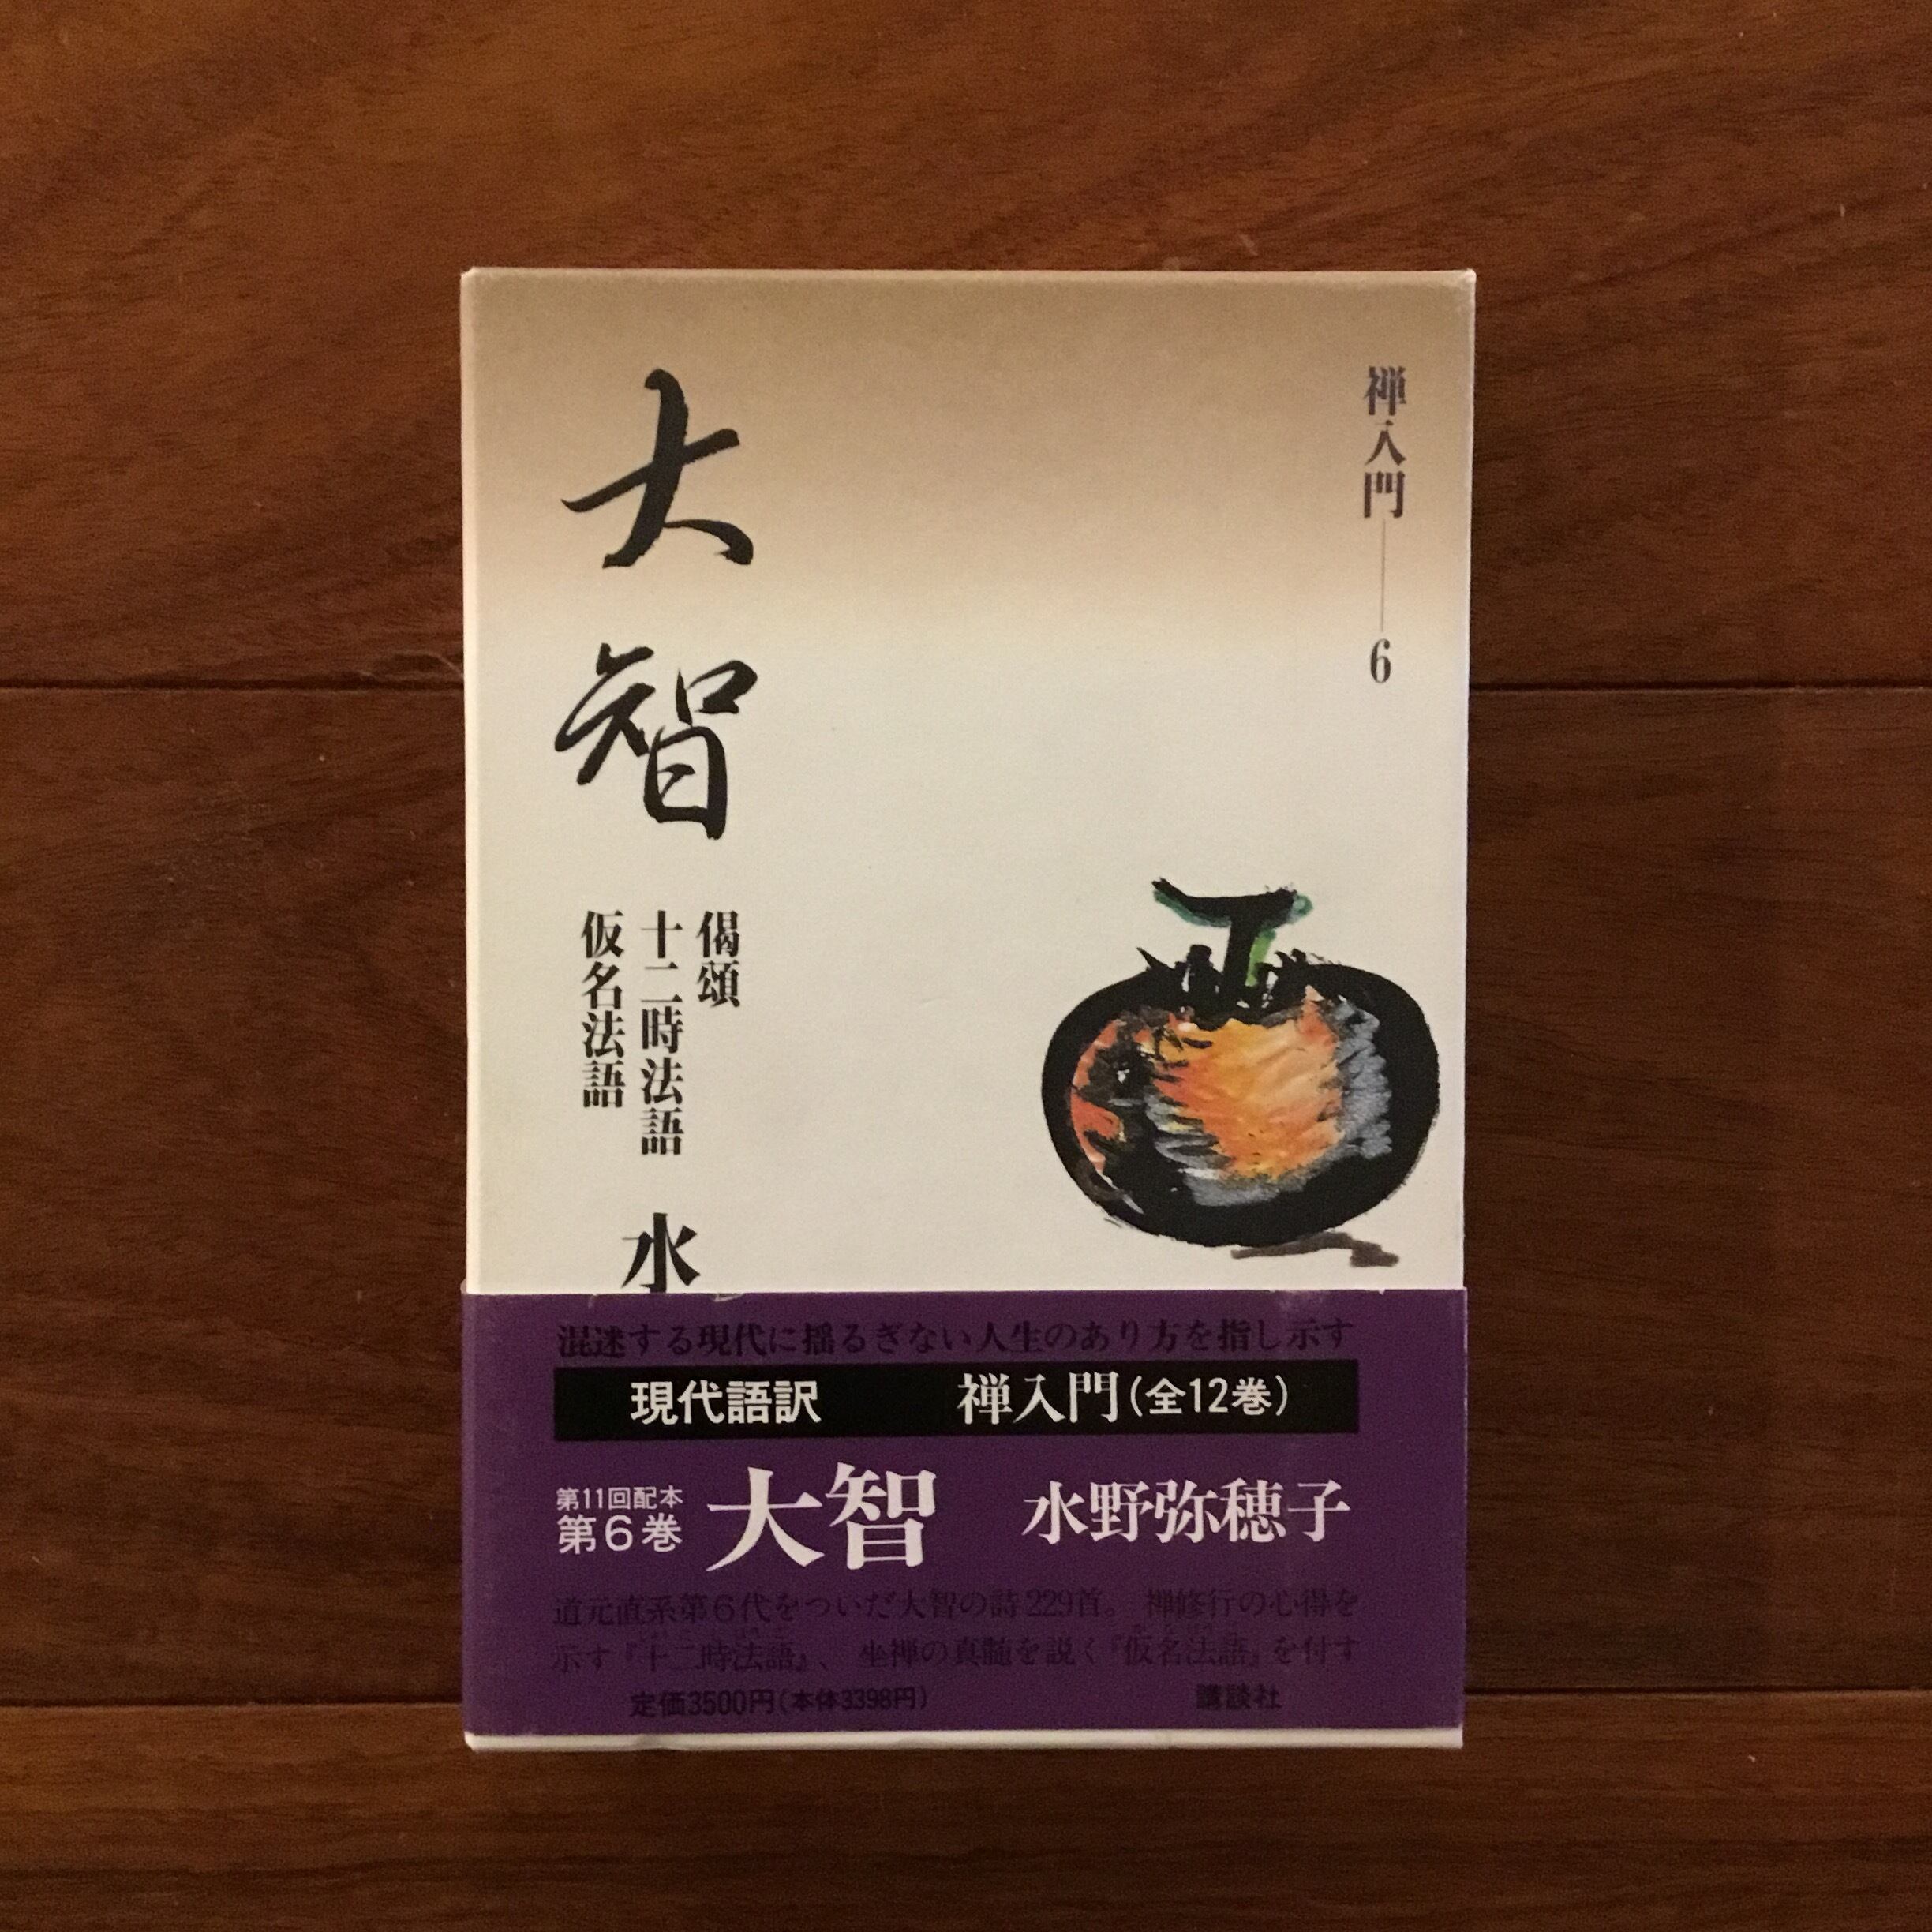 禅入門――6
大智
偈頌
十二時法語
仮名法語
水
混迷する現代に揺るぎない人生のあり方を指し示す
現代語訳 禅入門(全12巻)
第11回配本
第6巻 大智 水野弥穂子
道元直系第6代をついだ大智の詩229首。禅修行の心得を
示す『十二時法語』、坐禅の真髄を説く『仮名法語』を付す
定価3500円(本体3398円) 講談社